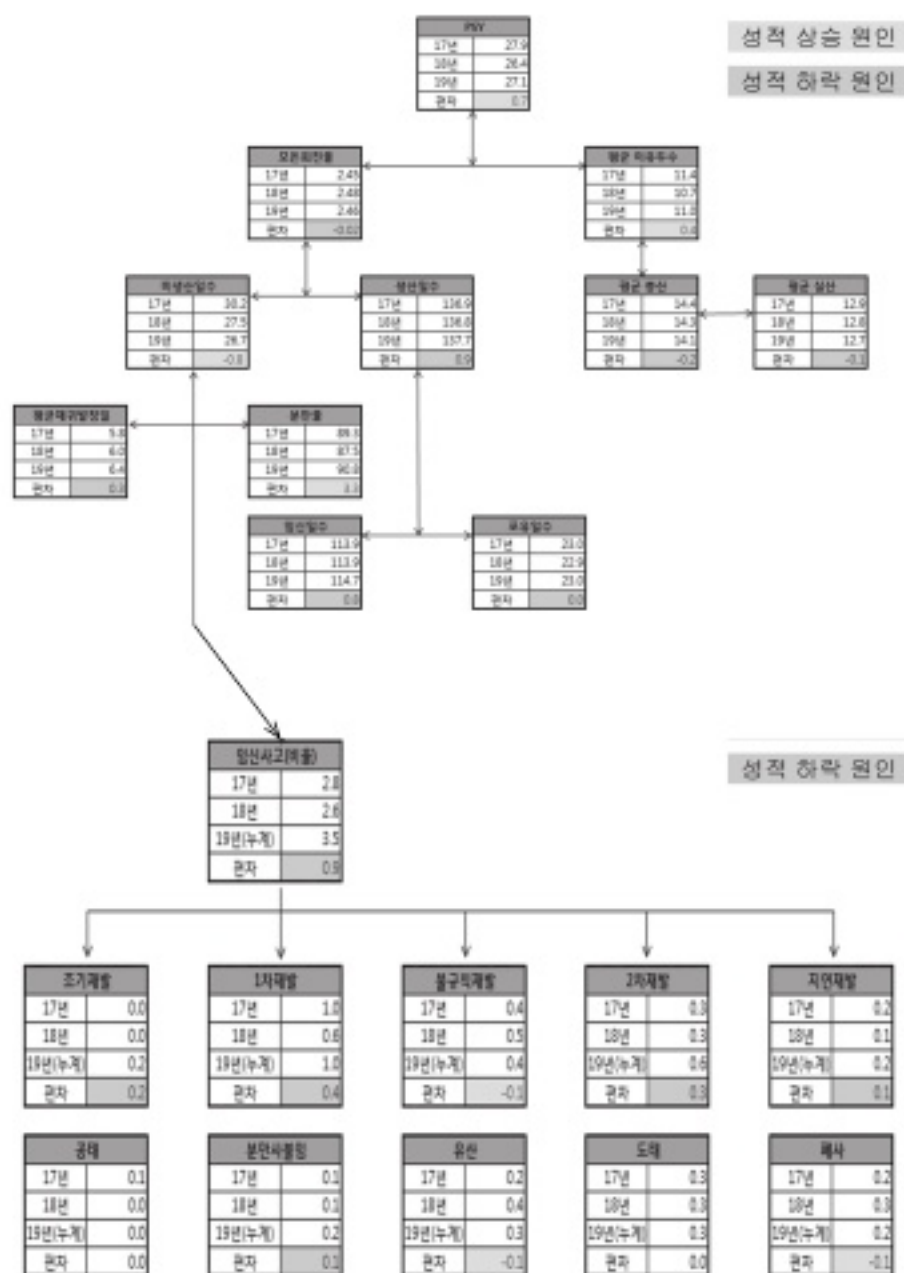 PSY
17년 27.9
18년 26.4
19년 27.1
편차 0.7
성적 상승 원인
성적 하락 원인
모돈회전율
17년 2.45
18년 2.48
19년 2.46
편차 -0.02
평균 이유두수
17년 11.4
18년 10.7
19년 11.0
편차 0.4
비생산일수
17년 30.2
18년 27.5
19년 26.7
편차 -0.8
생산일수
17년 136.9
18년 136.8
19년 137.7
편차 0.9
평균 총산
17년 14.4
18년 14.3
19년 14.1
편차 -0.2
평균 실산
17년 12.9
18년 12.8
19년 12.7
편차 -0.1
평균재귀발정일
17년 5.8
18년 6.0
19년 6.4
편차 0.3
분만율
17년 89.3
18년 87.5
19년 90.8
편차 3.3
임신일수
17년 113.9
18년 113.9
19년 114.7
편차 0.8
포유일수
17년 23.0
18년 22.9
19년 23.0
편차 0.0
임신사고(비율)
17년 2.8
18년 2.6
19년(누계) 3.5
편차 0.9
성적 하락 원인
조기재발
17년 0.0
18년 0.0
19년(누계) 0.2
편차 0.2
1차재발
17년 1.0
18년 0.6
19년(누계) 1.0
편차 0.4
불규칙재발
17년 0.4
18년 0.5
19년(누계) 0.4
편차 -0.1
2차재발
17년 0.3
18년 0.3
19년(누계) 0.6
편차 0.3
지연재발
17년 0.2
18년 0.1
19년(누계) 0.2
편차 0.1
공태
17년 0.1
18년 0.0
19년(누계) 0.0
편차 0.0
분만사불임
17년 0.1
18년 0.1
19년(누계) 0.2
편차 0.1
유산
17년 0.2
18년 0.4
19년(누계) 0.3
편차 -0.1
도태
17년 0.3
18년 0.3
19년(누계) 0.3
편차 0.0
폐사
17년 0.2
18년 0.3
19년(누계) 0.2
편차 -0.1